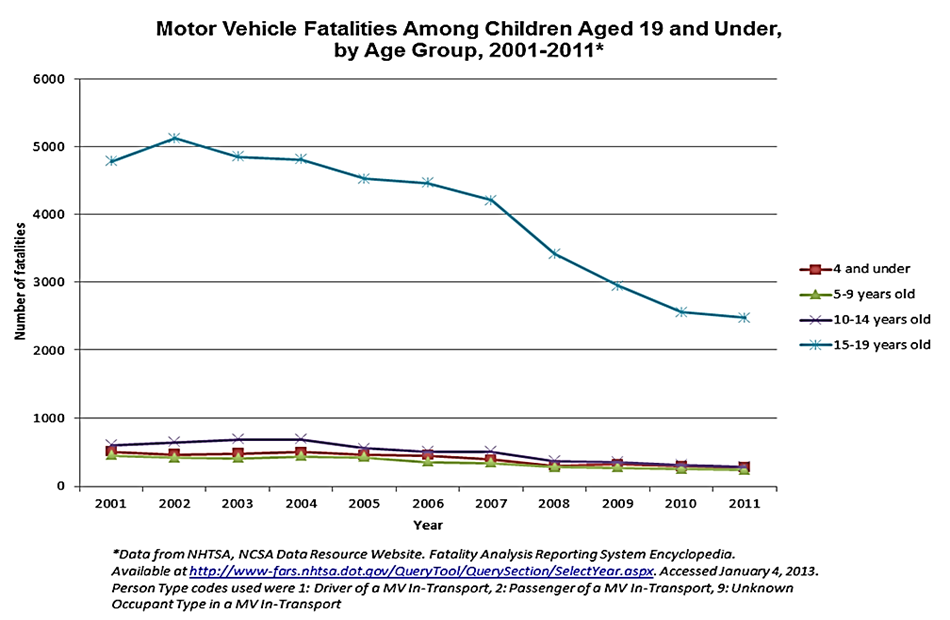 Motor Vehicle Fatalities Among Children Aged 19 and Under,
by Age Group, 2001-2011*
6000
5000
4000
3000
2000
1000
0
Number of fatalities
2001 2002 2003 2004 2005 2006 2007 2008 2009 2010 2011
Year
4 and under
5-9 years old
10-14 years old
15-19 years old
*Data from NHTSA, NCSA Data Resource Website. Fatality Analysis Reporting System Encyclopedia.
Available at http://www-fars.nhtsa.dot.gov/QueryTool/QuerySection/SelectYear.aspx. Accessed January 4, 2013.
Person Type codes used were 1: Driver of a MV In-Transport, 2: Passenger of a MV In-Transport, 9: Unknown
Occupant Type in a MV In-Transport